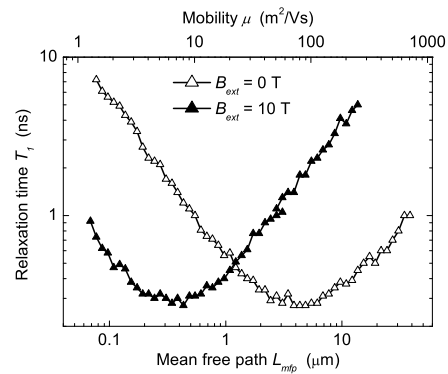 Mobility μ (m²/Vs)
1 10 100 1000
10
1
Relaxation time T₁ (ns)
B_ext = 0 T
B_ext = 10 T
0.1 1 10
Mean free path L_mfp (μm)